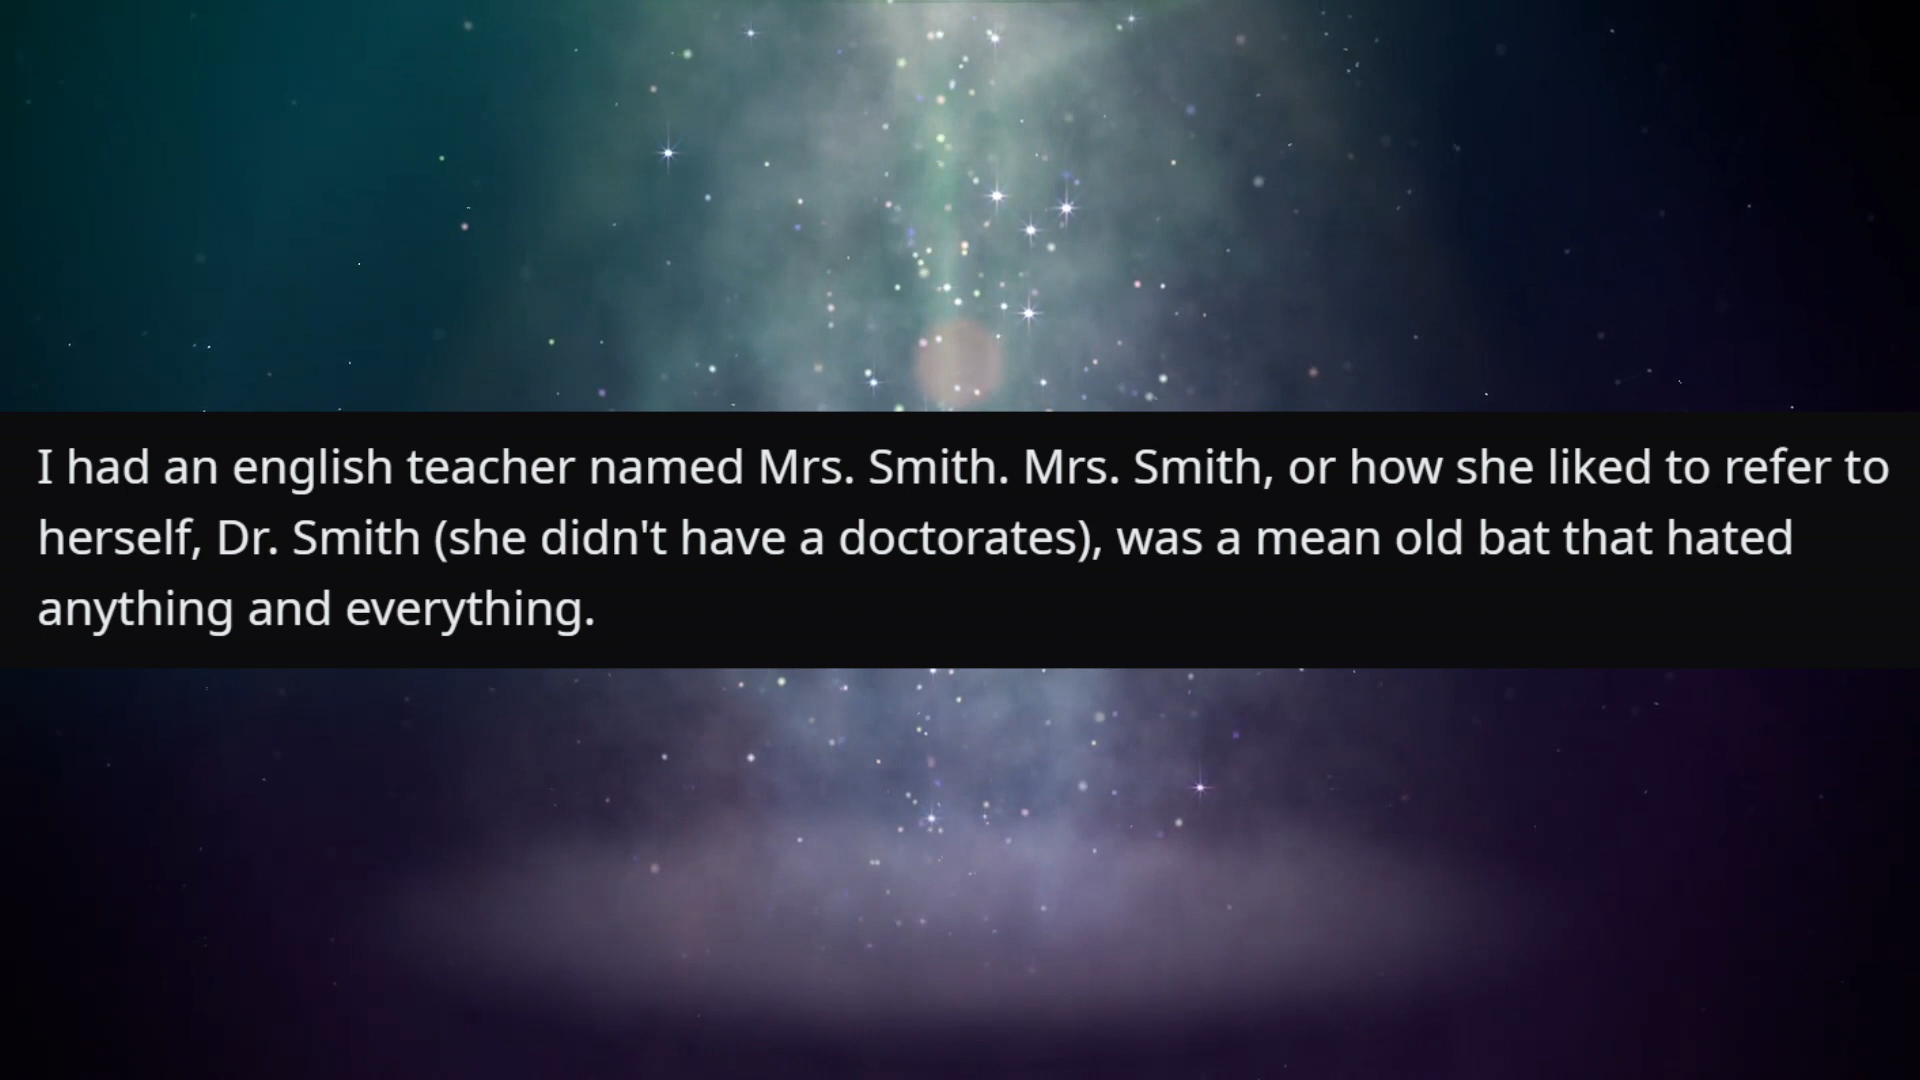 I had an english teacher named Mrs. Smith. Mrs. Smith, or how she liked to refer to
herself, Dr. Smith (she didn't have a doctorates), was a mean old bat that hated
anything and everything.